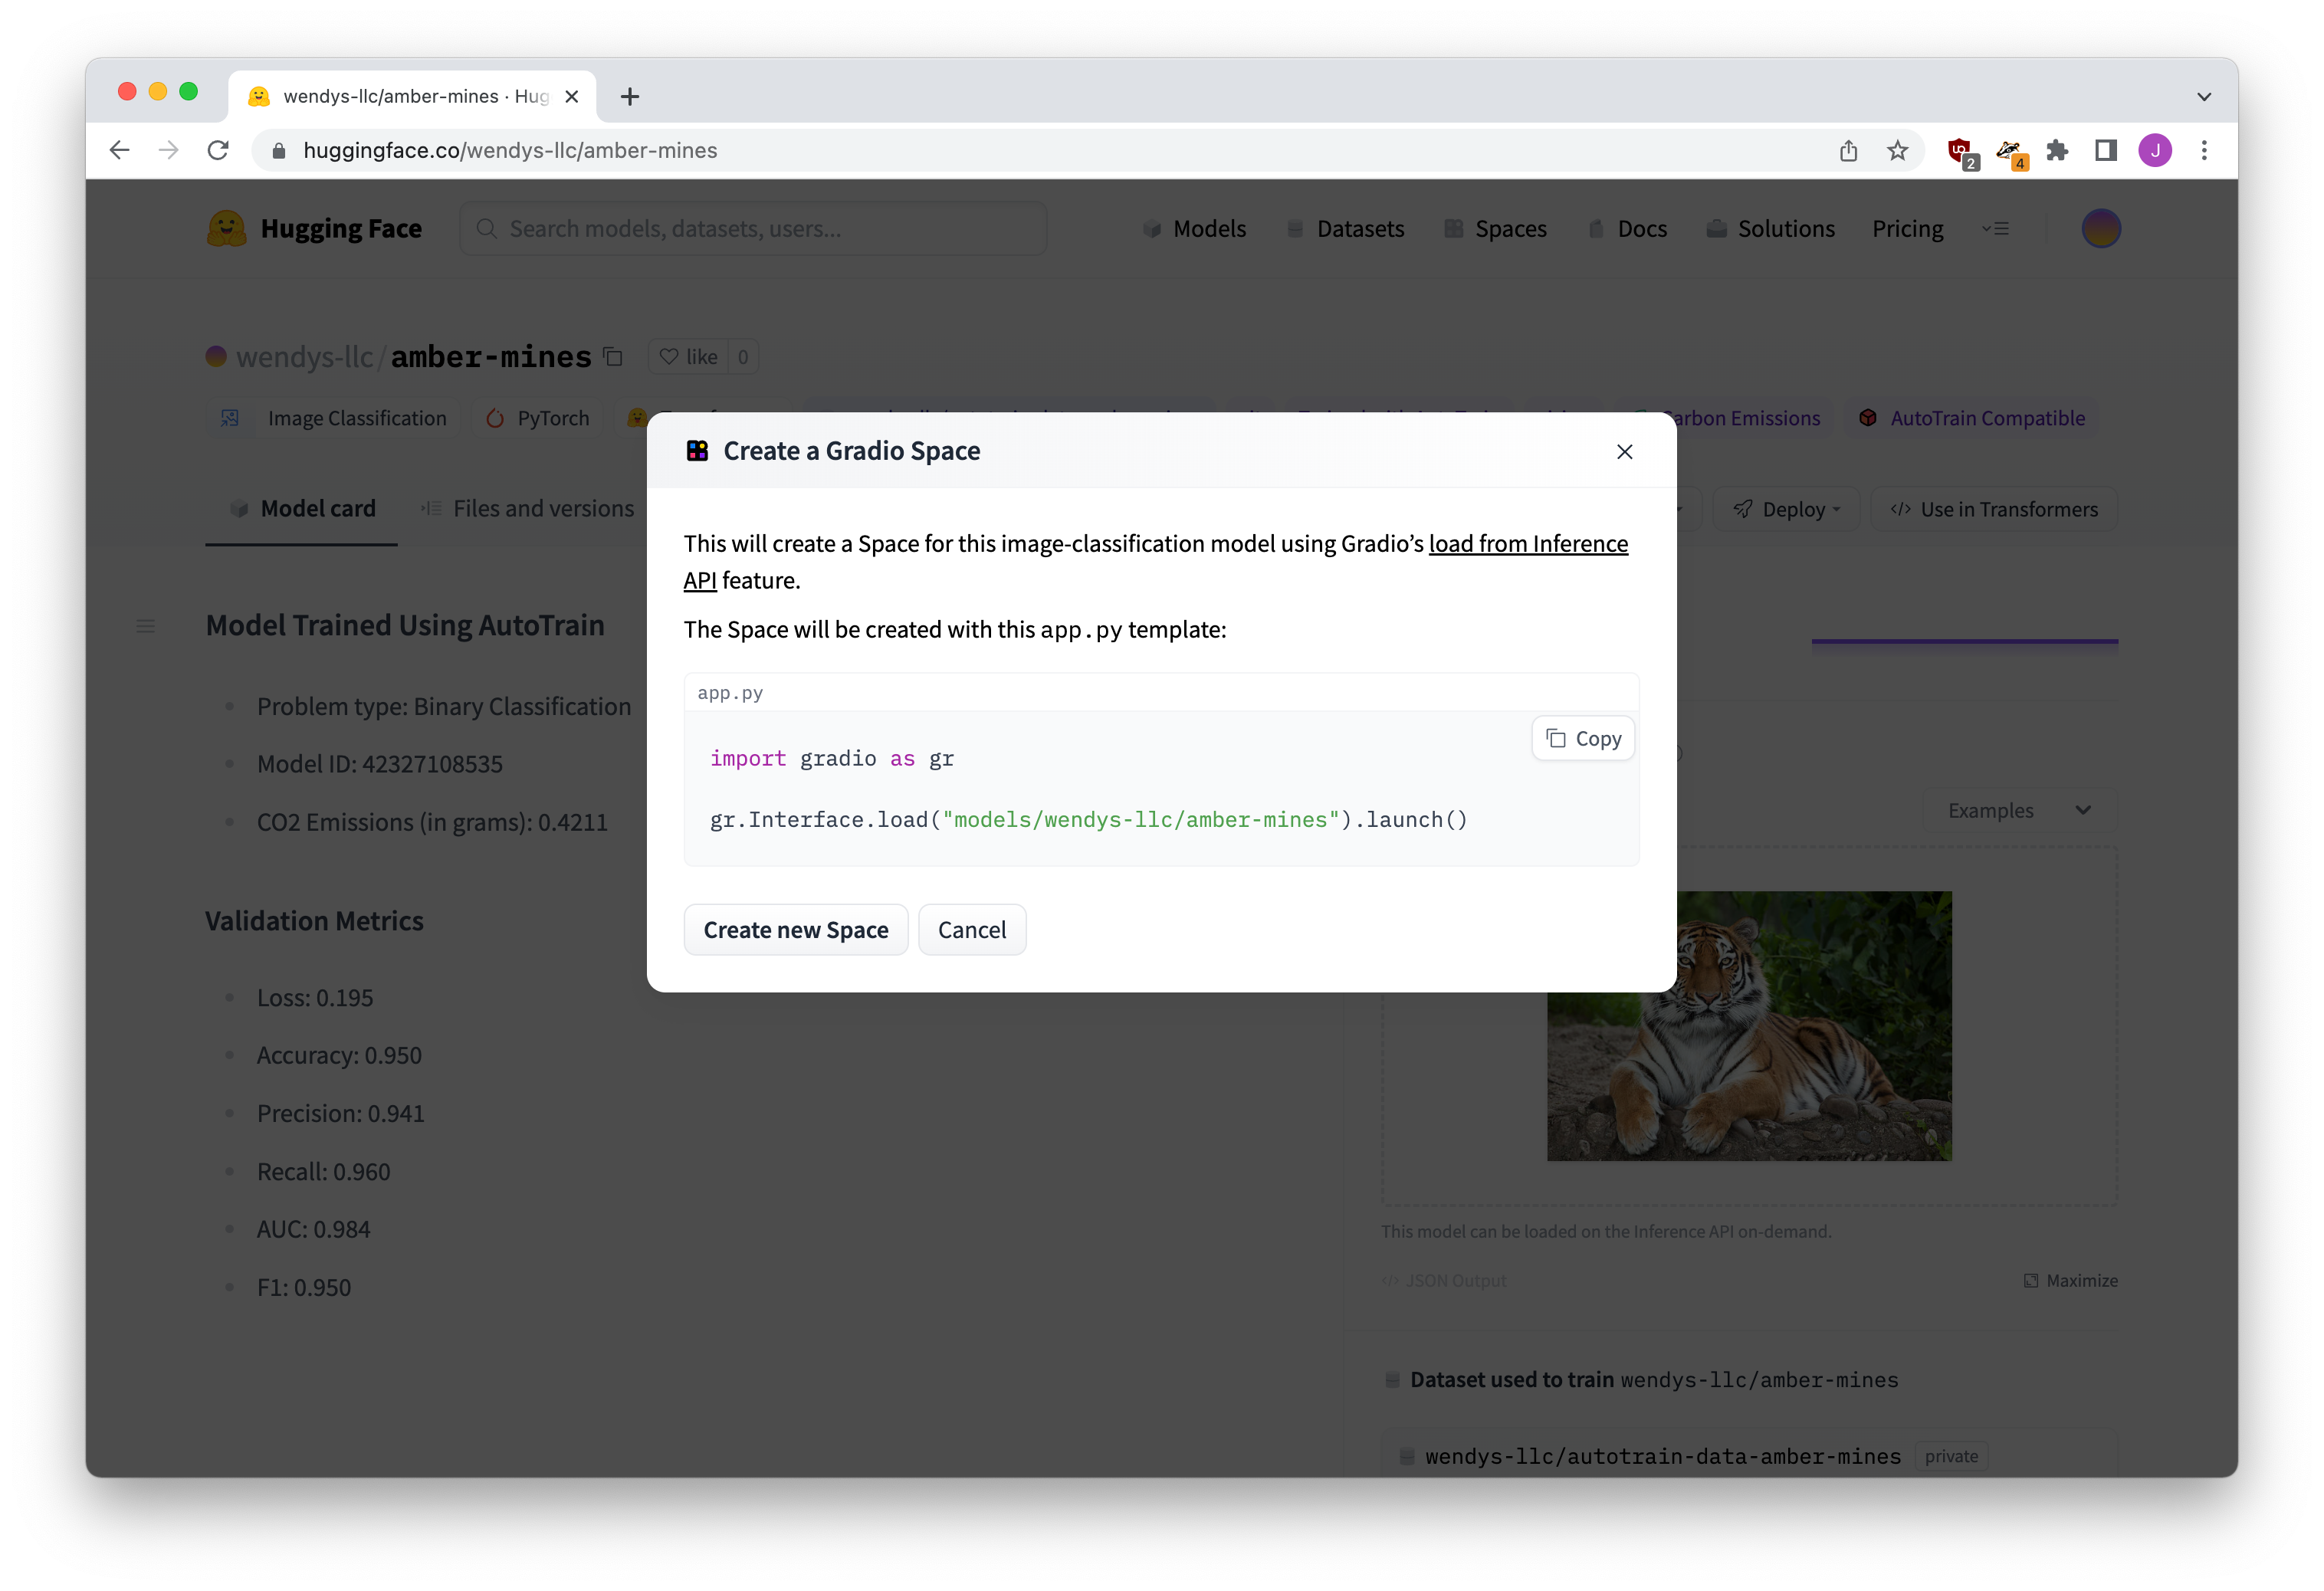 wendys-llc/amber-mines · Hug
huggingface.co/wendys-llc/amber-mines
2
4
J
Hugging Face
Search models, datasets, users...
Models
Datasets
Spaces
Docs
Solutions
Pricing
wendys-llc/amber-mines
like
0
Image Classification
PyTorch
Carbon Emissions
AutoTrain Compatible
Model card
Files and versions
Deploy
</> Use in Transformers
Create a Gradio Space
This will create a Space for this image-classification model using Gradio’s load from Inference
API feature.
The Space will be created with this app.py template:
app.py
Copy
import gradio as gr
gr.Interface.load("models/wendys-llc/amber-mines").launch()
Create new Space
Cancel
Model Trained Using AutoTrain
Problem type: Binary Classification
Model ID: 42327108535
CO2 Emissions (in grams): 0.4211
Validation Metrics
Loss: 0.195
Accuracy: 0.950
Precision: 0.941
Recall: 0.960
AUC: 0.984
F1: 0.950
Examples
This model can be loaded on the Inference API on-demand.
</> JSON Output
Maximize
Dataset used to train wendys-llc/amber-mines
wendys-llc/autotrain-data-amber-mines
private